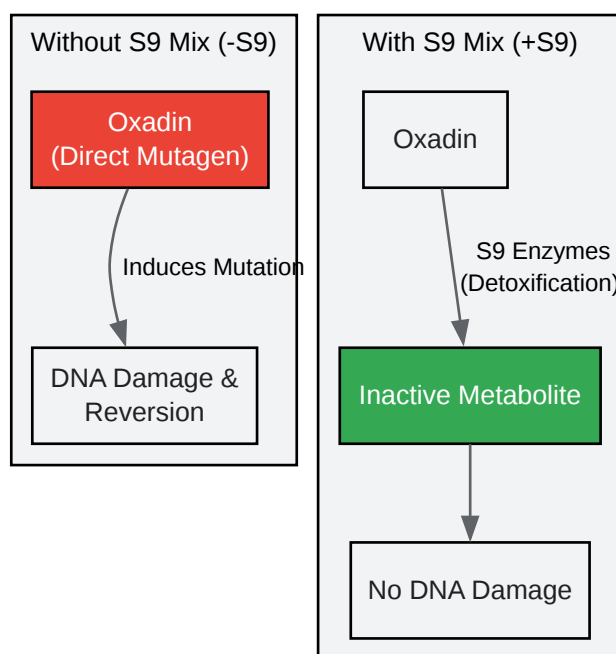 Without S9 Mix (-S9)
Oxadin
(Direct Mutagen)
Induces Mutation
DNA Damage &
Reversion
With S9 Mix (+S9)
Oxadin
S9 Enzymes
(Detoxification)
Inactive Metabolite
No DNA Damage